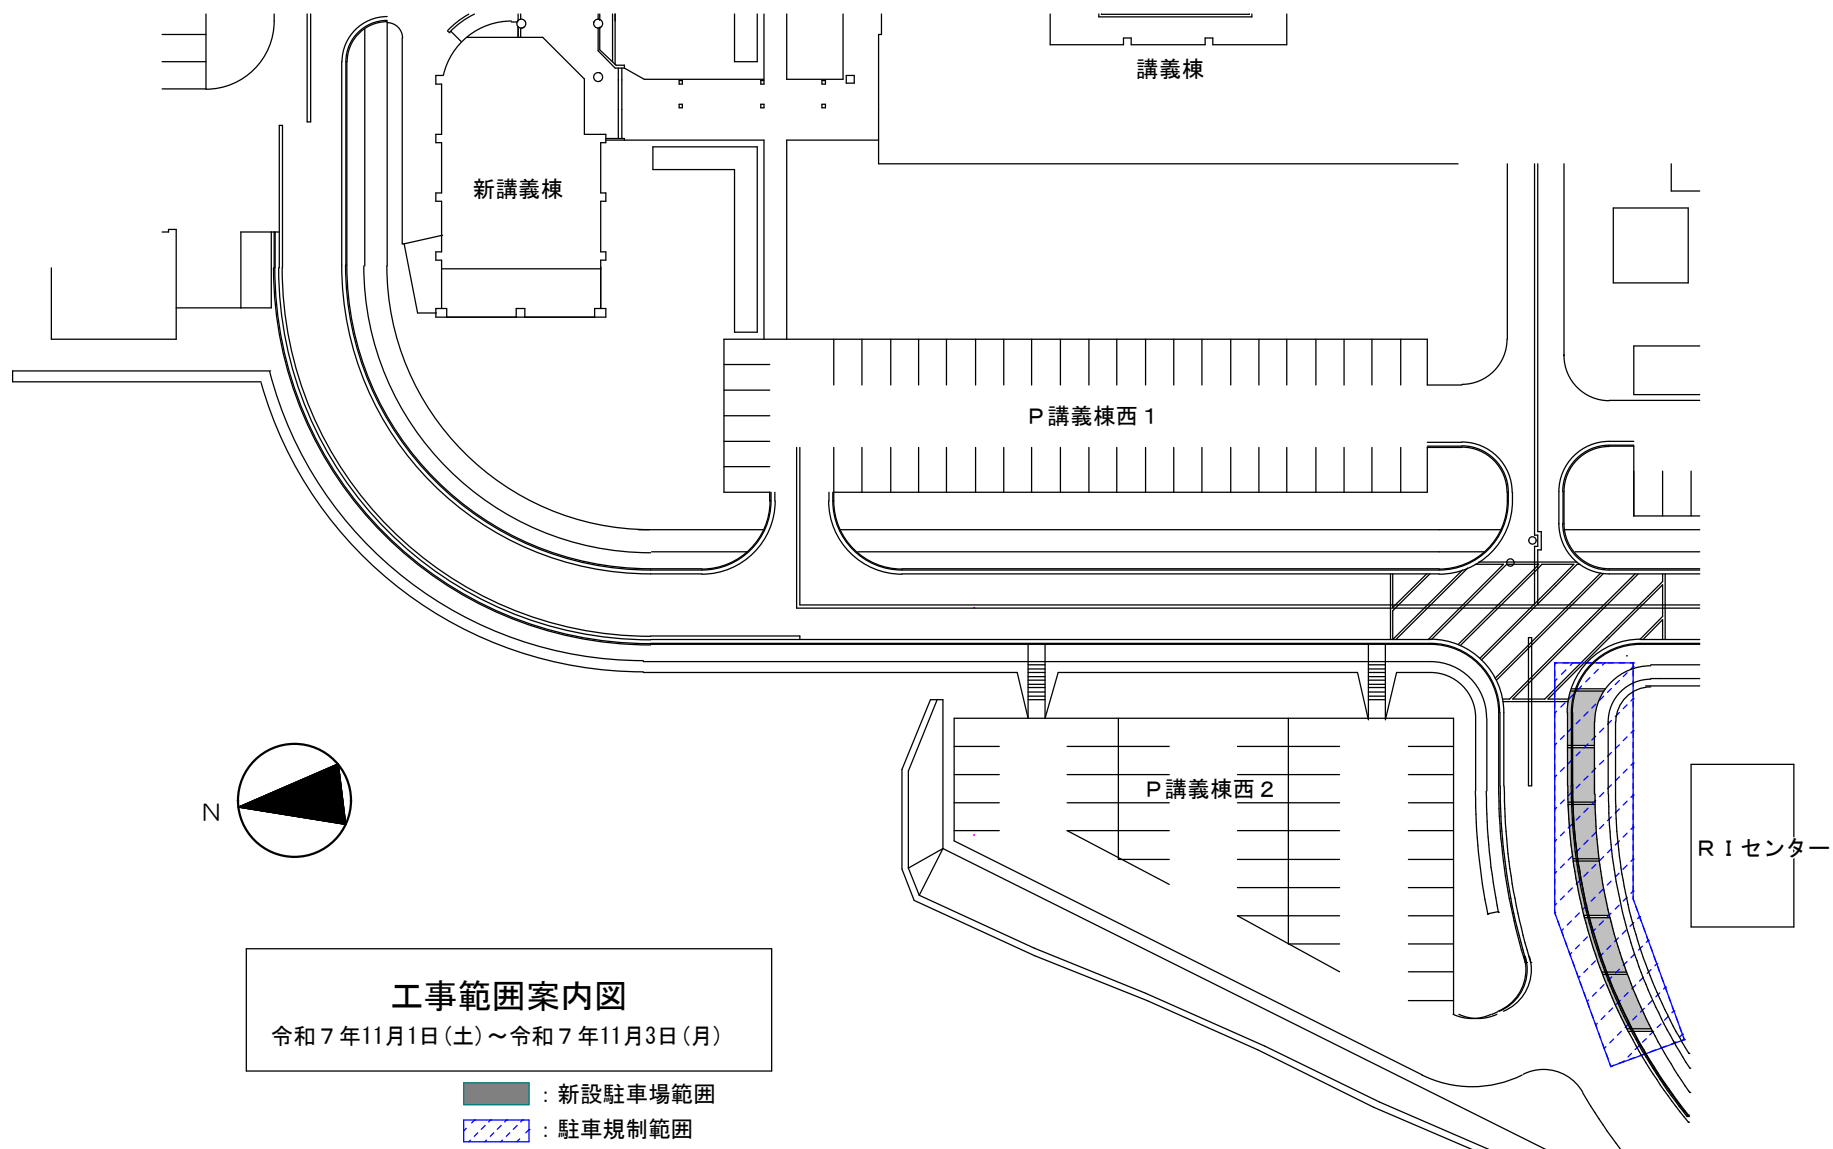 講義棟
新講義棟
Ｐ講義棟西１
Ｐ講義棟西２
Ｎ
ＲＩセンター
工事範囲案内図
令和７年11月1日(土)～令和７年11月3日(月)
：新設駐車場範囲
：駐車規制範囲